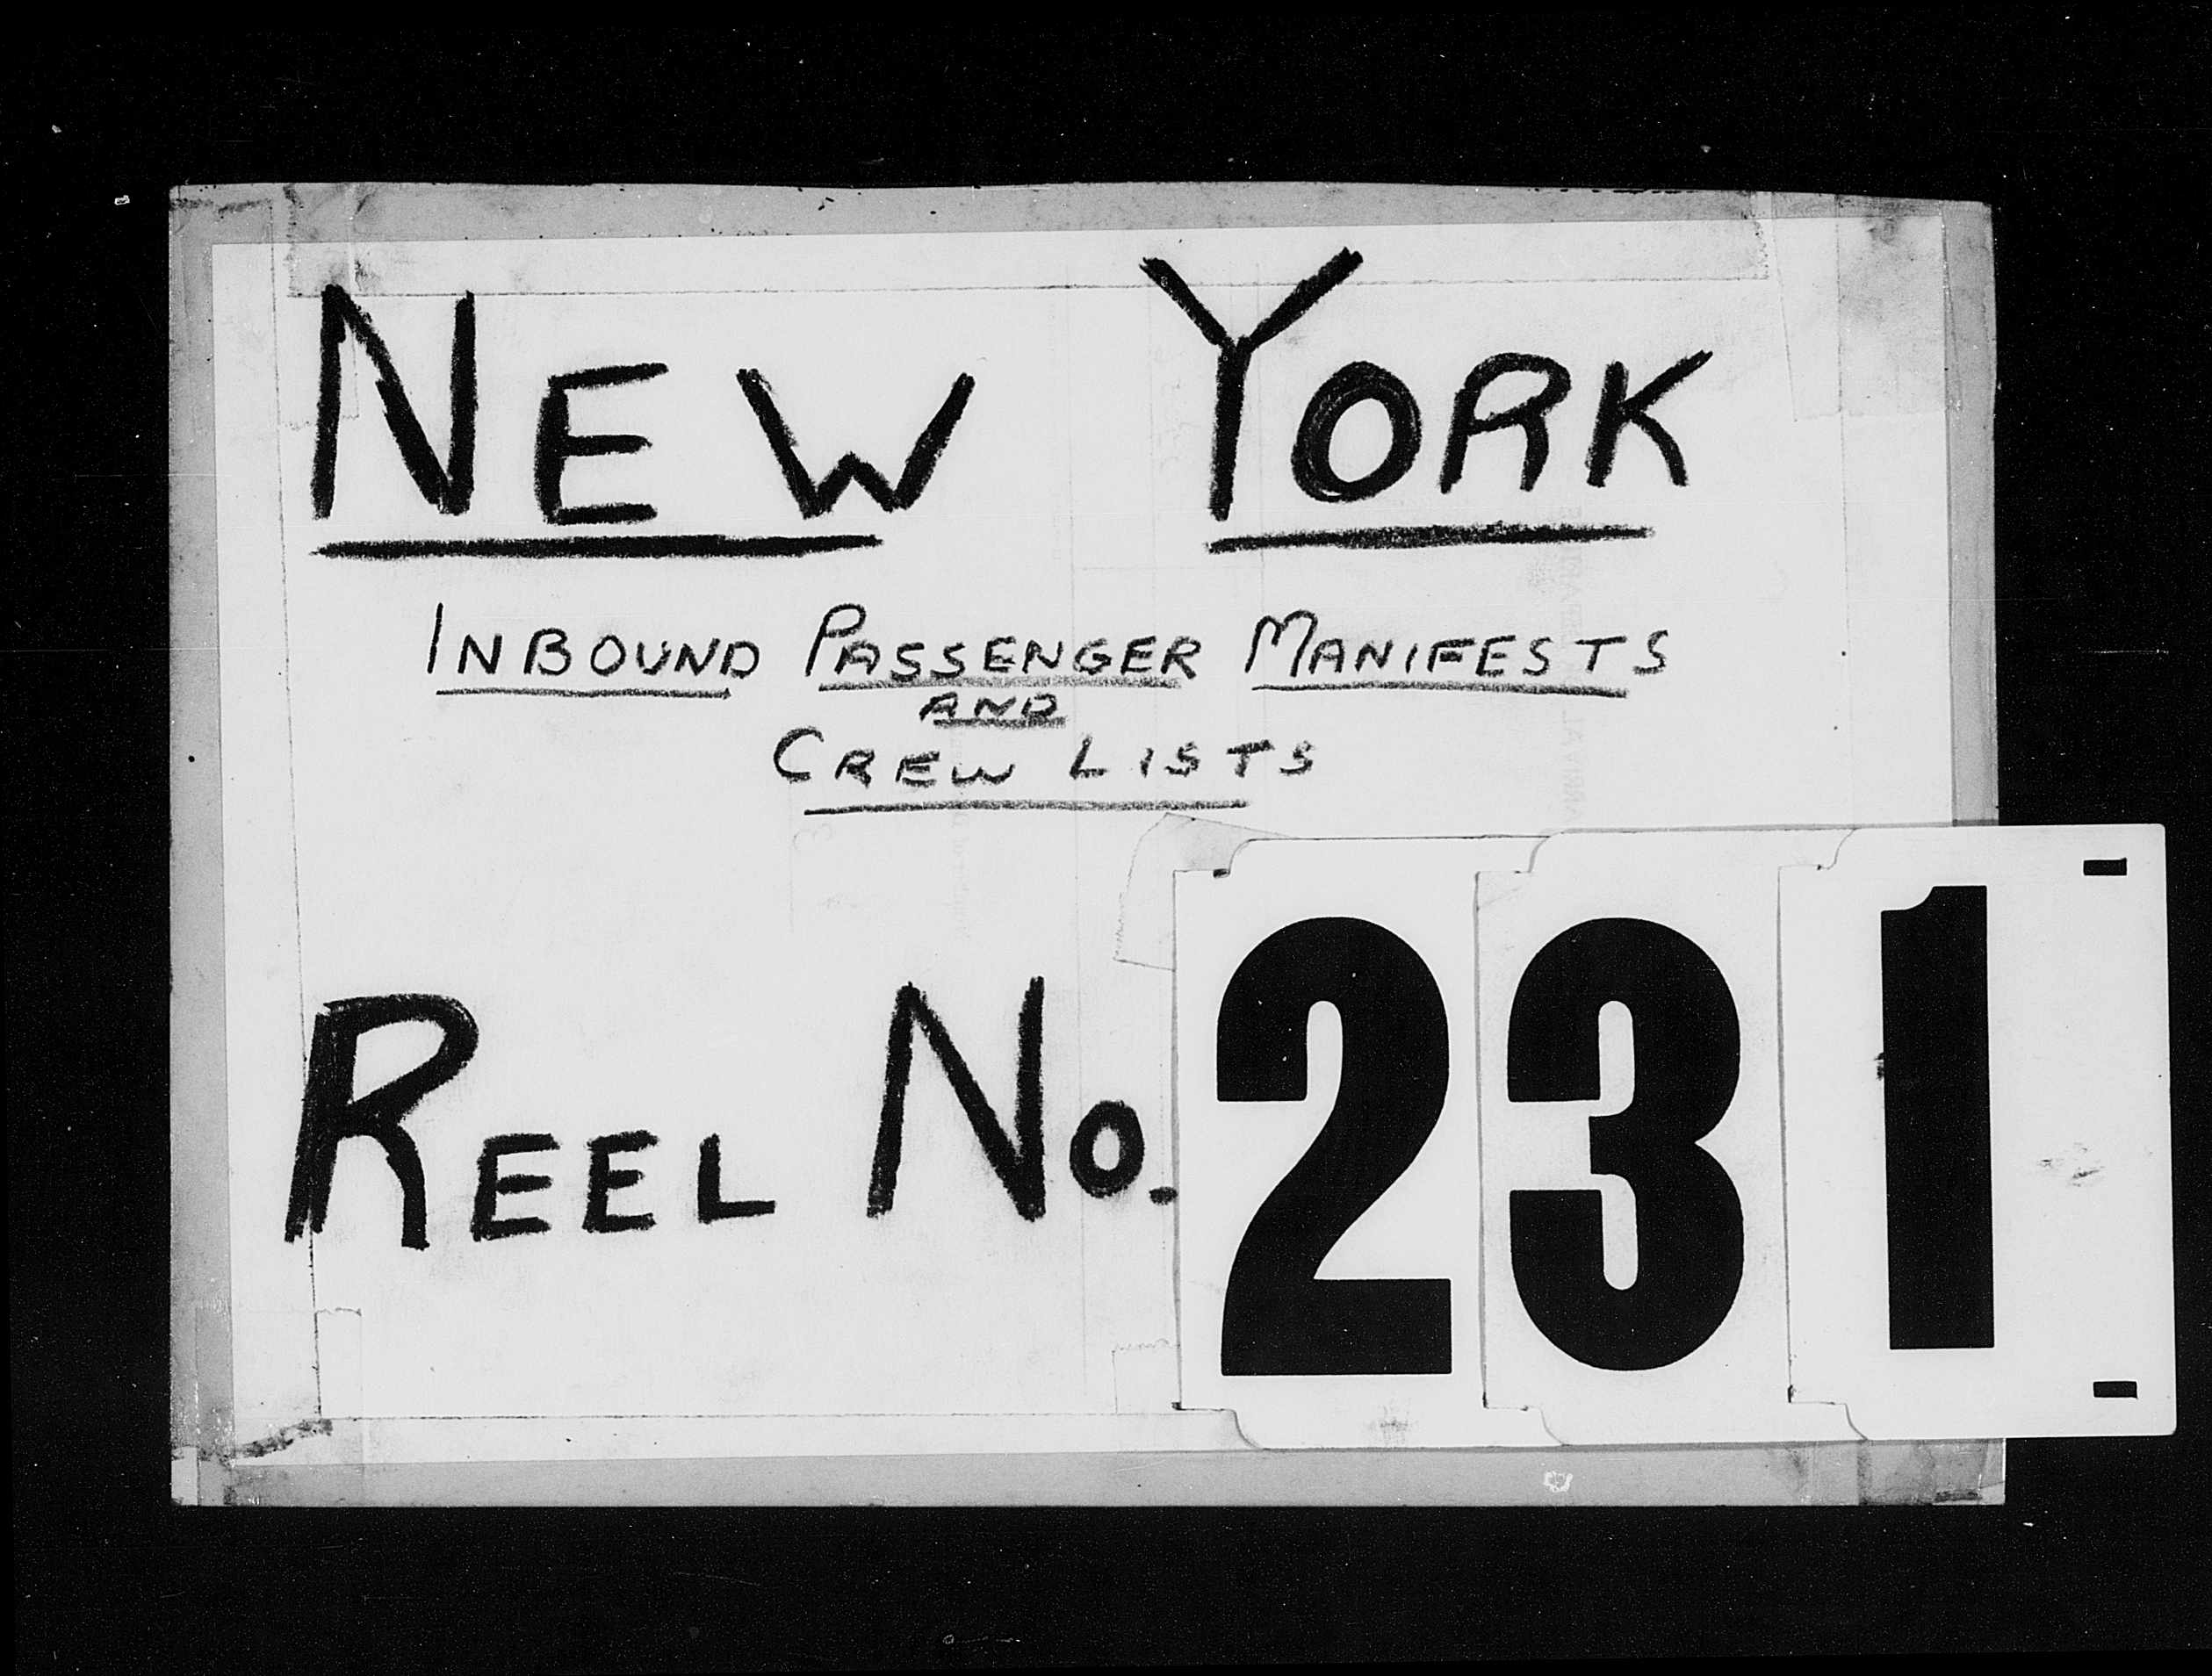 NEW YORK
INBOUND PASSENGER MANIFESTS
AND
CREW LISTS
REEL NO. 231